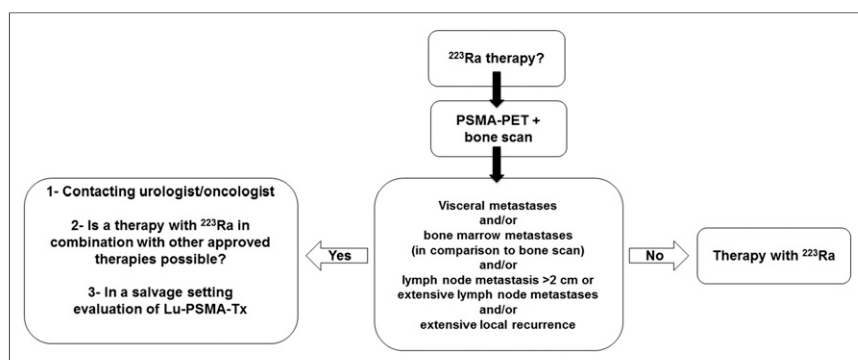 ²²³Ra therapy?
PSMA-PET +
bone scan
1- Contacting urologist/oncologist
2- Is a therapy with ²²³Ra in
combination with other approved
therapies possible?
3- In a salvage setting
evaluation of Lu-PSMA-Tx
Yes
Visceral metastases
and/or
bone marrow metastases
(in comparison to bone scan)
and/or
lymph node metastasis >2 cm or
extensive lymph node metastases
and/or
extensive local recurrence
No
Therapy with ²²³Ra